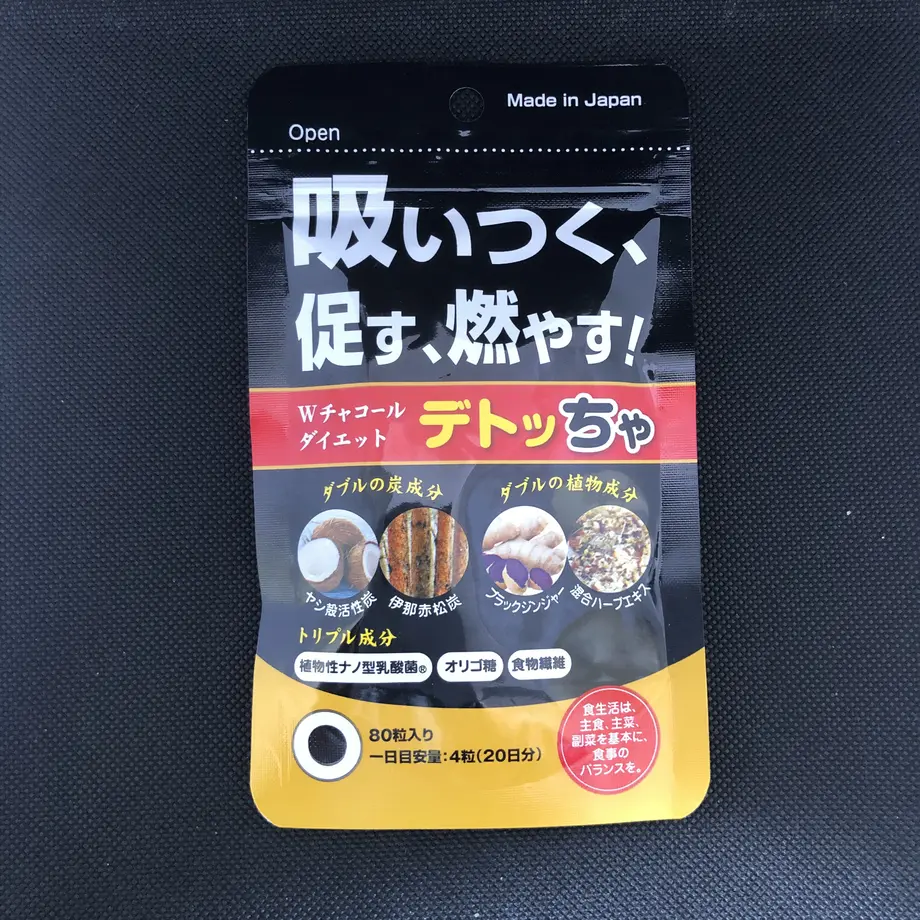 Made in Japan
Open
吸いつく、
促す、燃やす!
Wチャコール
ダイエット
デトッちゃ
ダブルの炭成分
ダブルの植物成分
ヤシ殻活性炭
伊那赤松炭
ブラックジンジャー
混合ハーブエキス
トリプル成分
植物性ナノ型乳酸菌®
オリゴ糖
食物繊維
80粒入り
一日目安量:4粒(20日分)
食生活は、
主食、主菜、
副菜を基本に、
食事の
バランスを。